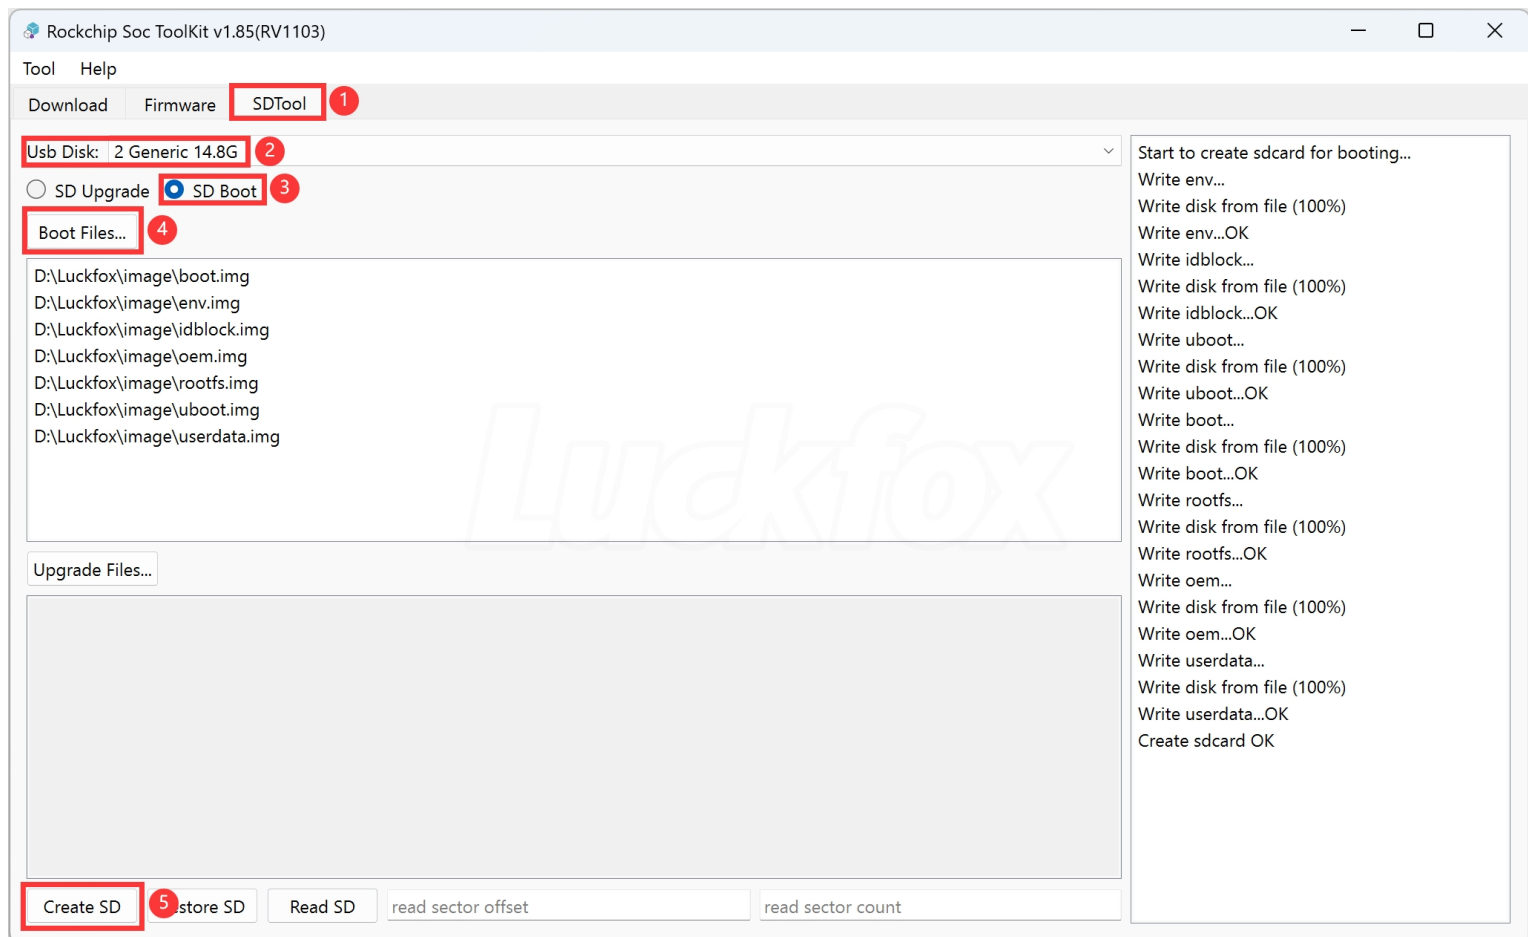 Rockchip Soc ToolKit v1.85(RV1103)
Tool Help
Download Firmware SDTool 1
Usb Disk: 2 Generic 14.8G 2
SD Upgrade SD Boot 3
Boot Files... 4
D:\Luckfox\image\boot.img
D:\Luckfox\image\env.img
D:\Luckfox\image\idblock.img
D:\Luckfox\image\oem.img
D:\Luckfox\image\rootfs.img
D:\Luckfox\image\uboot.img
D:\Luckfox\image\userdata.img
Luckfox
Upgrade Files...
Create SD 5 store SD Read SD read sector offset read sector count
Start to create sdcard for booting...
Write env...
Write disk from file (100%)
Write env...OK
Write idblock...
Write disk from file (100%)
Write idblock...OK
Write uboot...
Write disk from file (100%)
Write uboot...OK
Write boot...
Write disk from file (100%)
Write boot...OK
Write rootfs...
Write disk from file (100%)
Write rootfs...OK
Write oem...
Write disk from file (100%)
Write oem...OK
Write userdata...
Write disk from file (100%)
Write userdata...OK
Create sdcard OK